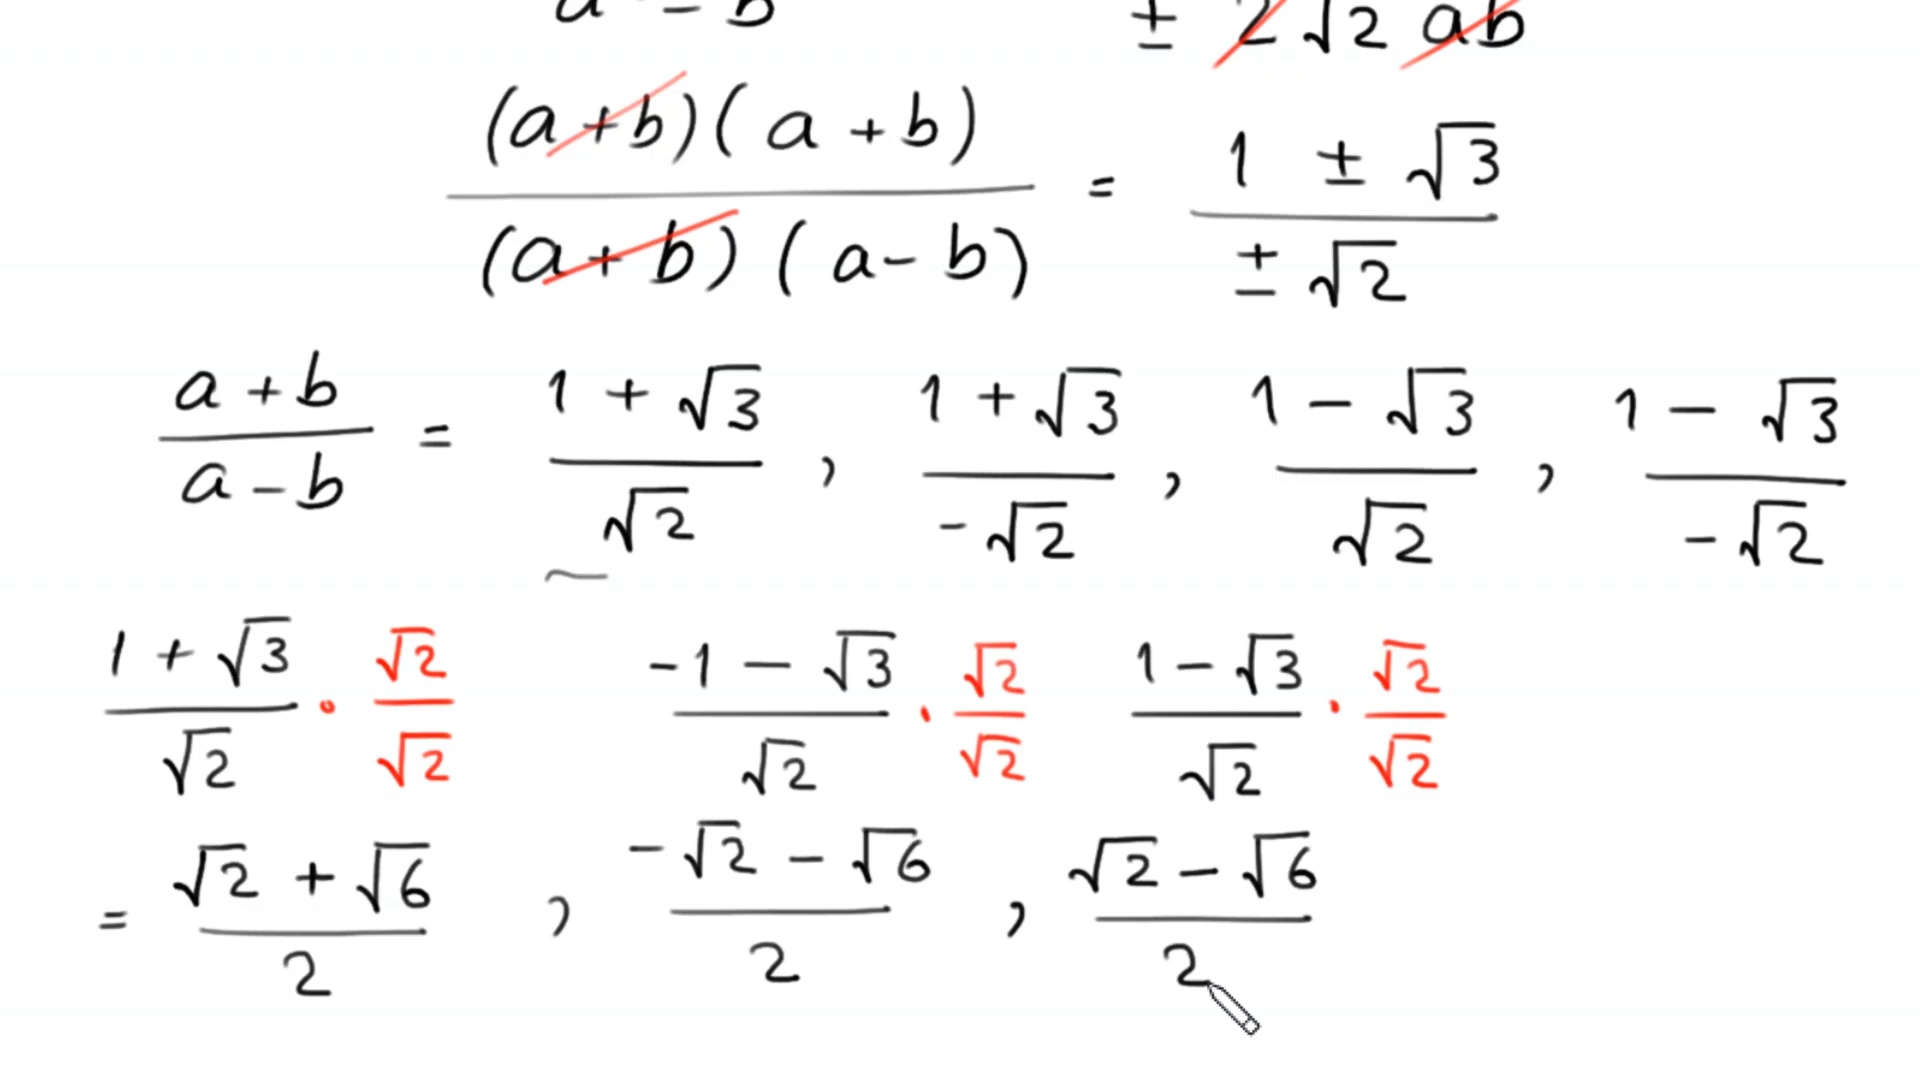 a - b ± 2 √2 ab
(a + b) (a + b) / (a + b) (a - b) = 1 ± √3 / ± √2
a + b / a - b = 1 + √3 / √2 , 1 + √3 / - √2 , 1 - √3 / √2 , 1 - √3 / - √2
1 + √3 / √2 · √2 / √2 -1 - √3 / √2 · √2 / √2 1 - √3 / √2 · √2 / √2
= √2 + √6 / 2 , - √2 - √6 / 2 , √2 - √6 / 2